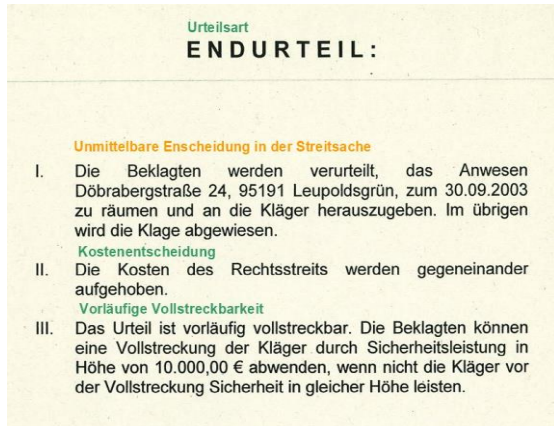 Urteilsart
ENDURTEIL:
Unmittelbare Enscheidung in der Streitsache
I. Die Beklagten werden verurteilt, das Anwesen
Döbrabergstraße 24, 95191 Leupoldsgrün, zum 30.09.2003
zu räumen und an die Kläger herauszugeben. Im übrigen
wird die Klage abgewiesen.
Kostenentscheidung
II. Die Kosten des Rechtsstreits werden gegeneinander
aufgehoben.
Vorläufige Vollstreckbarkeit
III. Das Urteil ist vorläufig vollstreckbar. Die Beklagten können
eine Vollstreckung der Kläger durch Sicherheitsleistung in
Höhe von 10.000,00 € abwenden, wenn nicht die Kläger vor
der Vollstreckung Sicherheit in gleicher Höhe leisten.